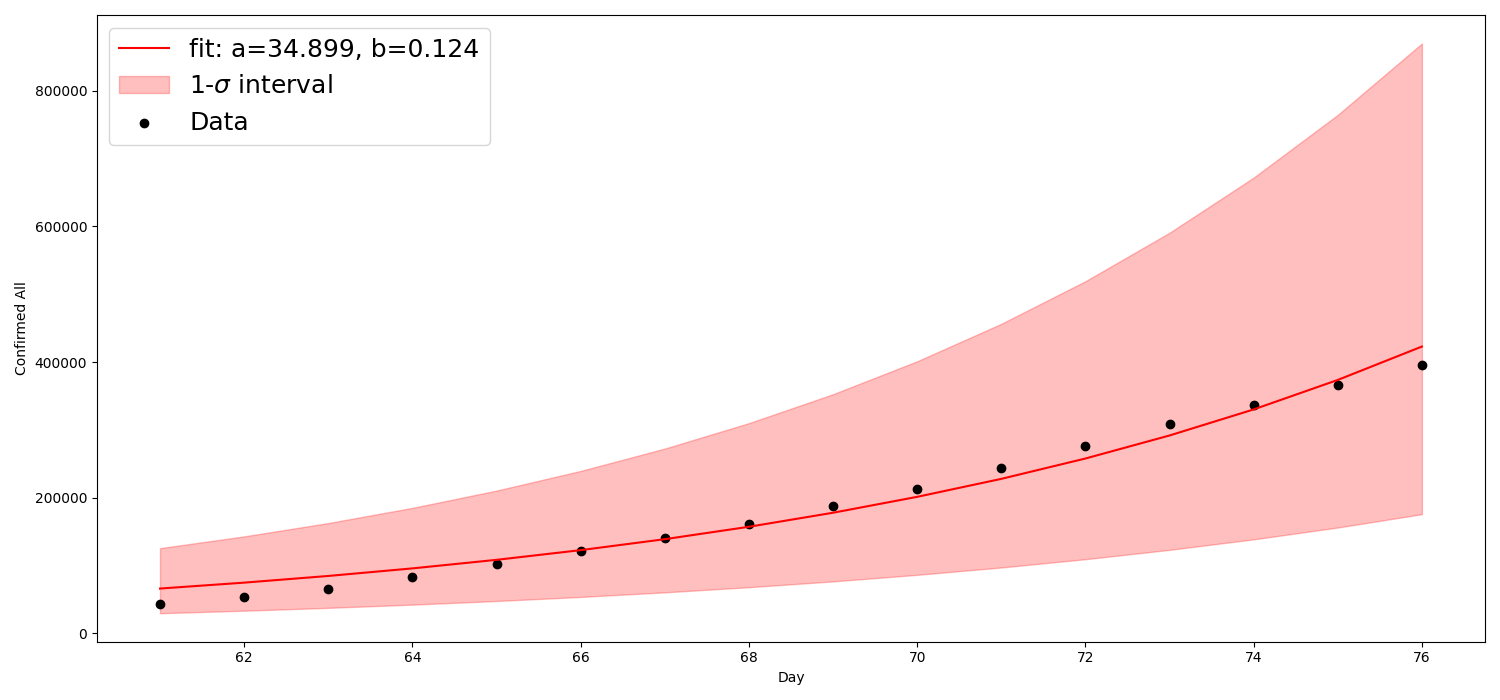 fit: a=34.899, b=0.124
1-σ interval
Data
800000
600000
400000
200000
0
Confirmed All
62 64 66 68 70 72 74 76
Day